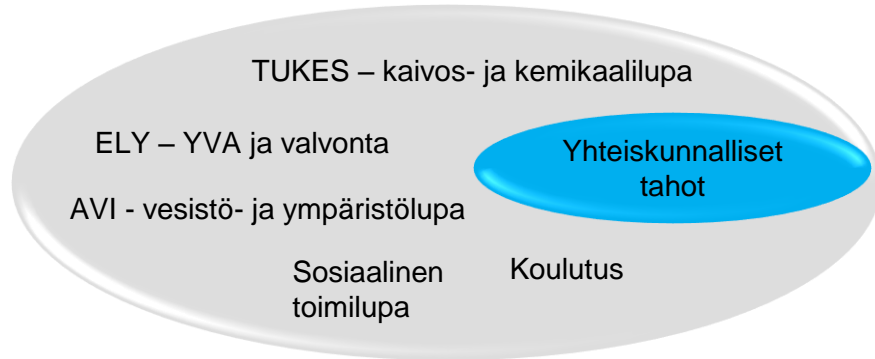 TUKES – kaivos- ja kemikaalilupa
ELY – YVA ja valvonta
Yhteiskunnalliset
tahot
AVI - vesistö- ja ympäristölupa
Sosiaalinen
toimilupa
Koulutus